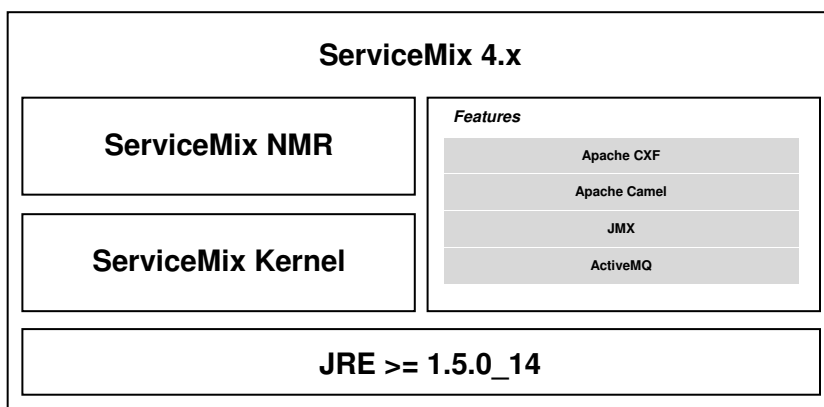 ServiceMix 4.x
ServiceMix NMR
ServiceMix Kernel
Features
Apache CXF
Apache Camel
JMX
ActiveMQ
JRE >= 1.5.0_14